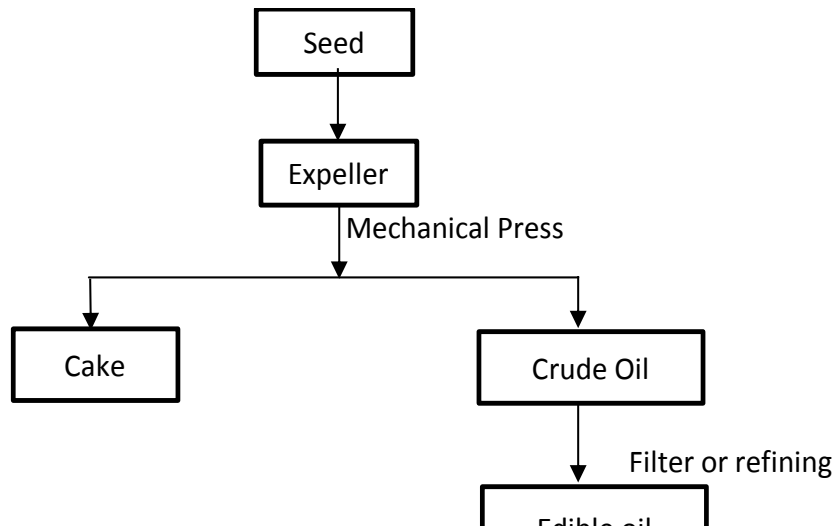 Seed
Expeller
Mechanical Press
Cake
Crude Oil
Filter or refining
Edible oil